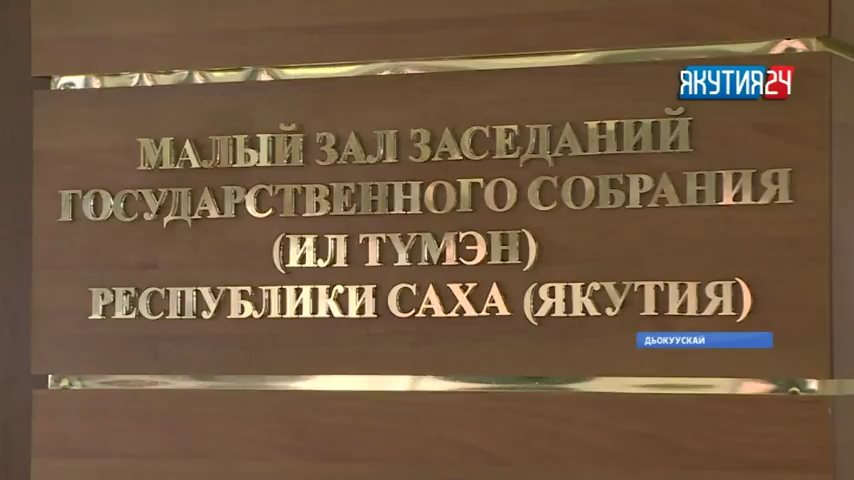 ЯКУТИЯ24
МАЛЫЙ ЗАЛ ЗАСЕДАНИЙ
ГОСУДАРСТВЕННОГО СОБРАНИЯ
(ИЛ ТҮМЭН)
РЕСПУБЛИКИ САХА (ЯКУТИЯ)
ДЬОКУУСКАЙ